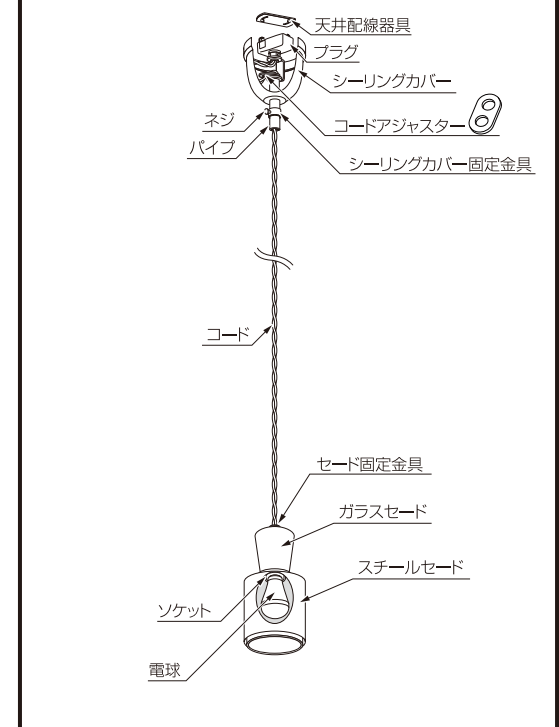 天井配線器具
プラグ
シーリングカバー
ネジ
コードアジャスター
パイプ
シーリングカバー固定金具
コード
セード固定金具
ガラスセード
スチールセード
ソケット
電球